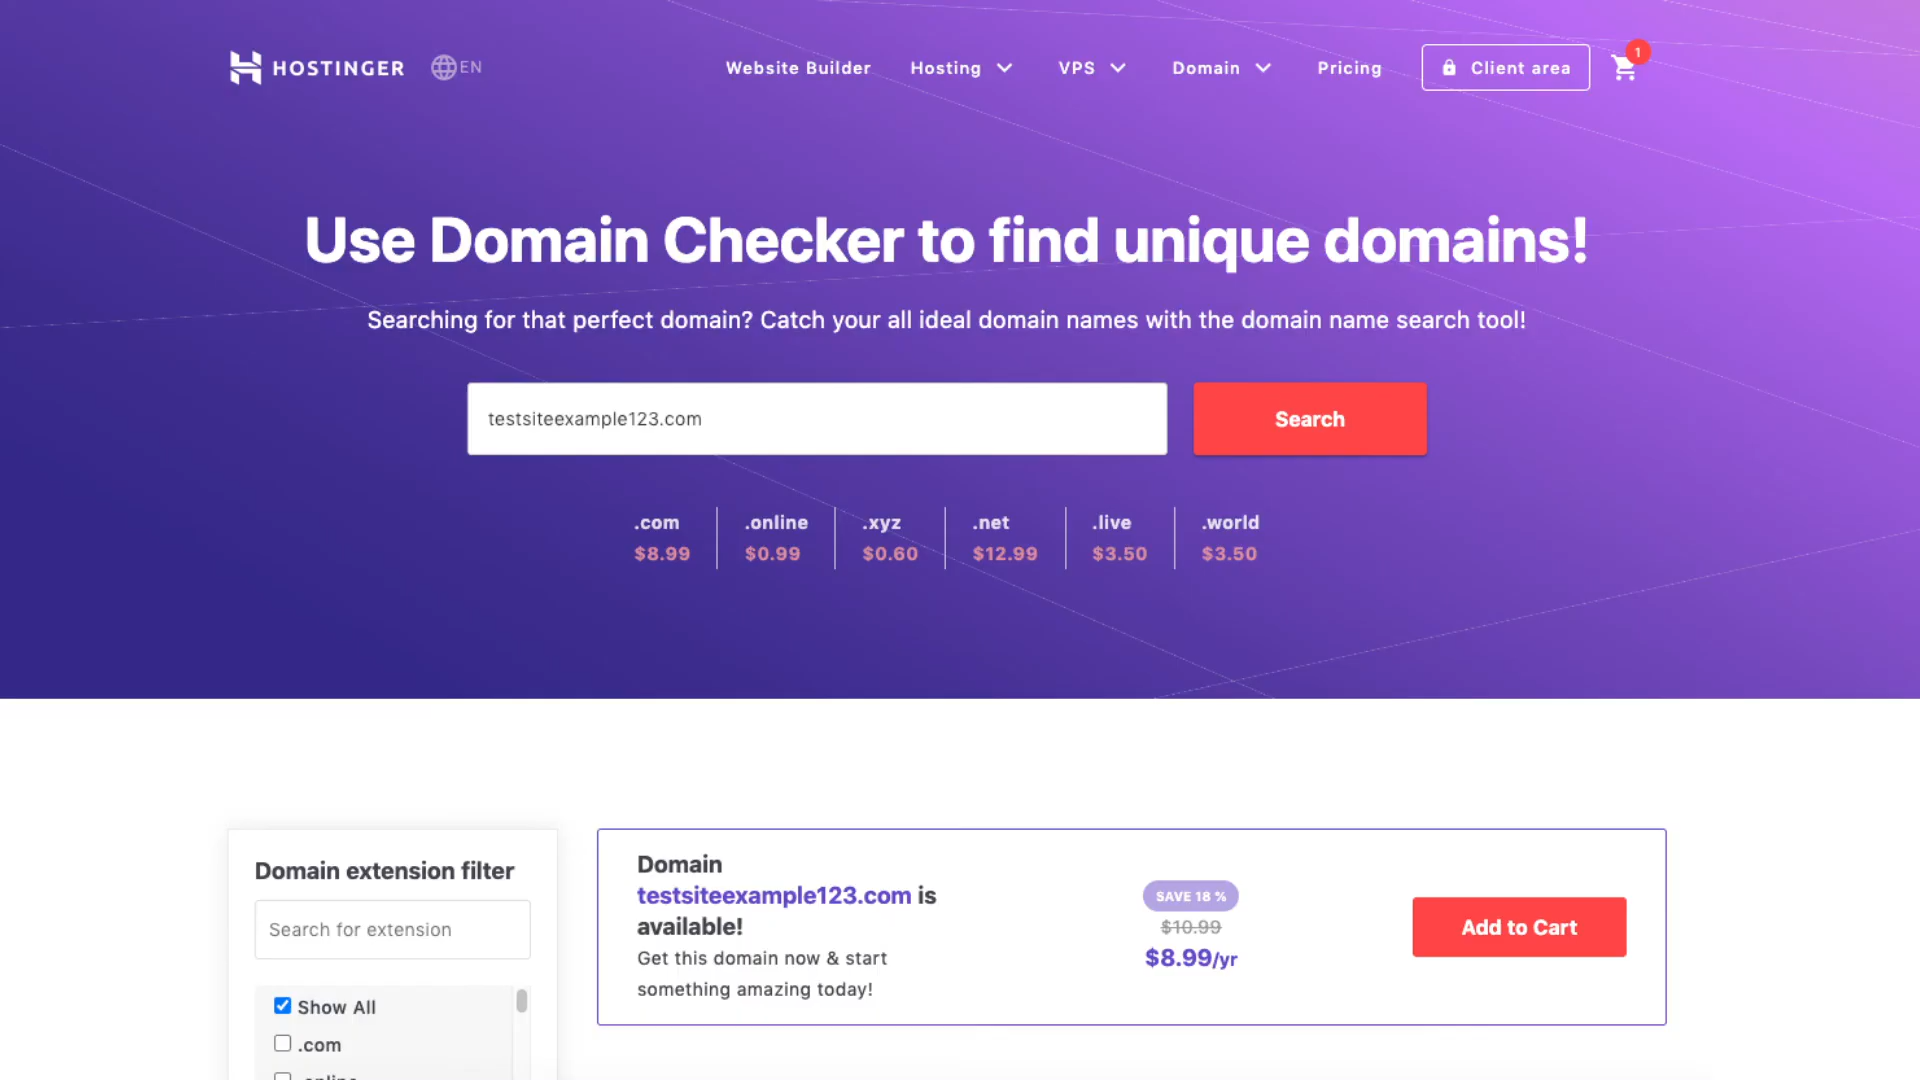 HOSTINGER EN Website Builder Hosting VPS Domain Pricing Client area 1
Use Domain Checker to find unique domains!
Searching for that perfect domain? Catch your all ideal domain names with the domain name search tool!
testsiteexample123.com Search
.com .online .xyz .net .live .world
$8.99 $0.99 $0.60 $12.99 $3.50 $3.50
Domain extension filter
Search for extension
Show All
.com
.online
Domain
testsiteexample123.com is
available!
Get this domain now & start
something amazing today!
SAVE 18 %
$10.99
$8.99/yr
Add to Cart